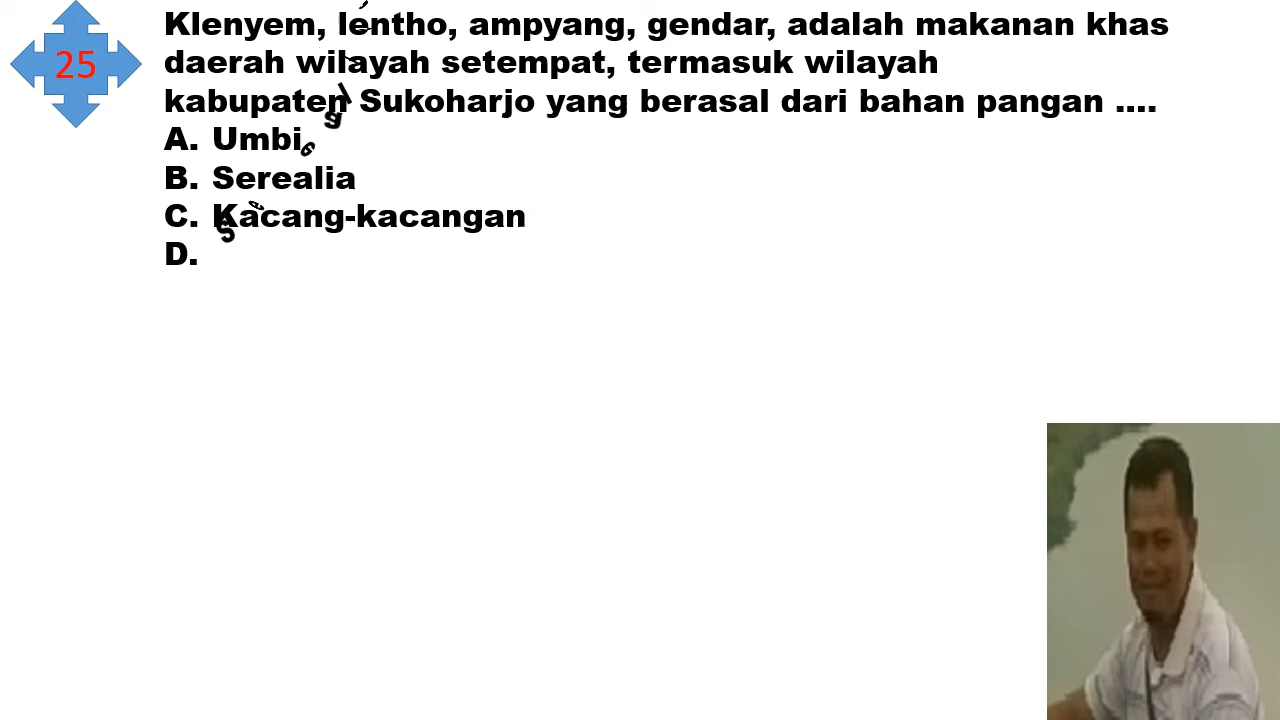 25
Klenyem, lentho, ampyang, gendar, adalah makanan khas
daerah wilayah setempat, termasuk wilayah
kabupaten Sukoharjo yang berasal dari bahan pangan ....
A. Umbi
B. Serealia
C. Kacang-kacangan
D.